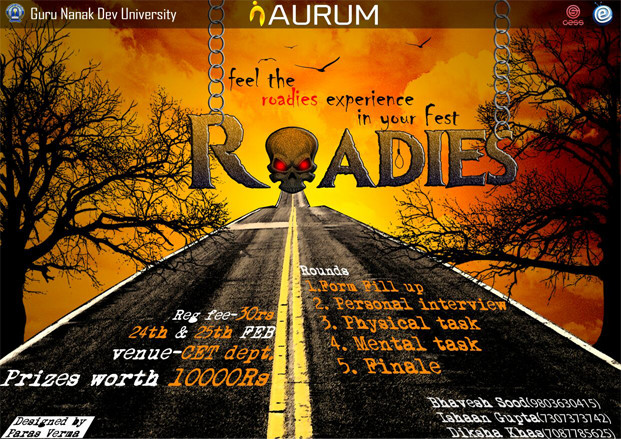 Guru Nanak Dev University
AURUM
GESS
feel the
roadies experience
in your Fest
ROADIES
Rounds
1.Form Fill up
2. Personal interview
3. Physical task
4. Mental task
5. Finale
Reg fee-30rs
24th & 25th FEB
venue-CET dept.
Prizes worth 10000Rs
Bhavesh Sood(9803630415)
Ishaan Gupta(7307373742)
Diksha Khas(7087785625)
Designed by
Paras Verma